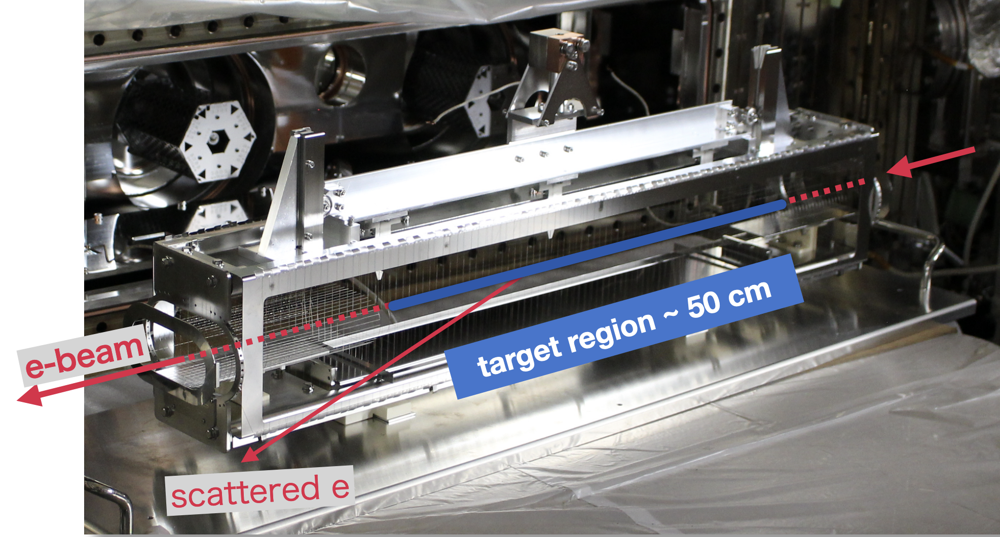 e-beam
target region ~ 50 cm
scattered e